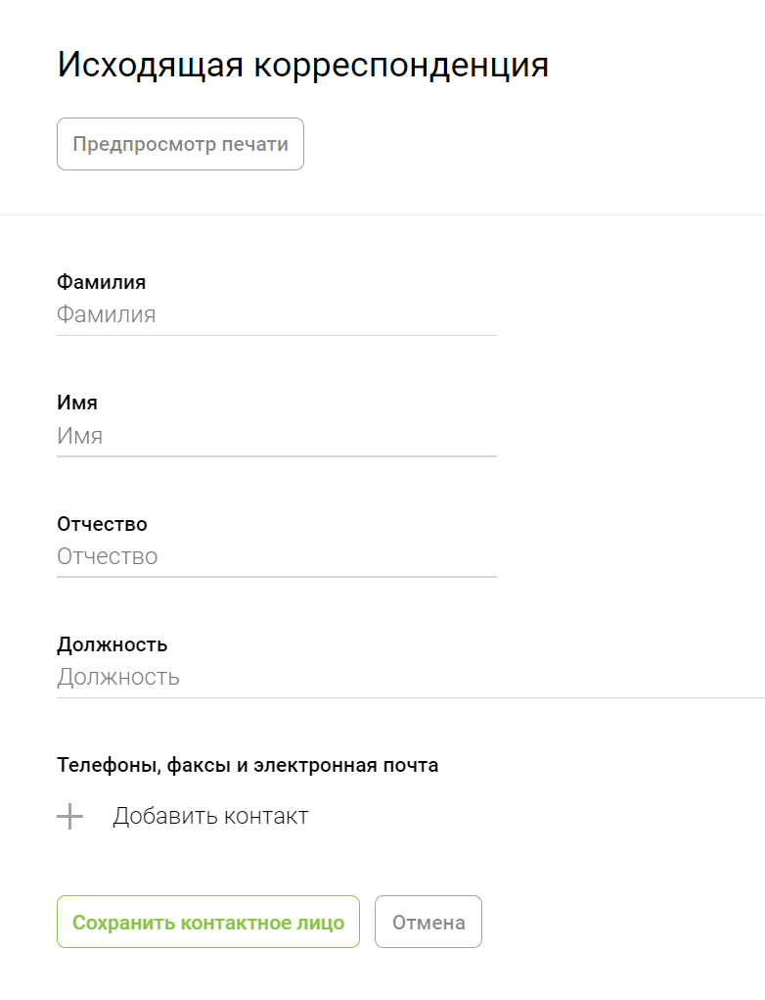 Исходящая корреспонденция
Предпросмотр печати
Фамилия
Фамилия
Имя
Имя
Отчество
Отчество
Должность
Должность
Телефоны, факсы и электронная почта
Добавить контакт
Сохранить контактное лицо
Отмена